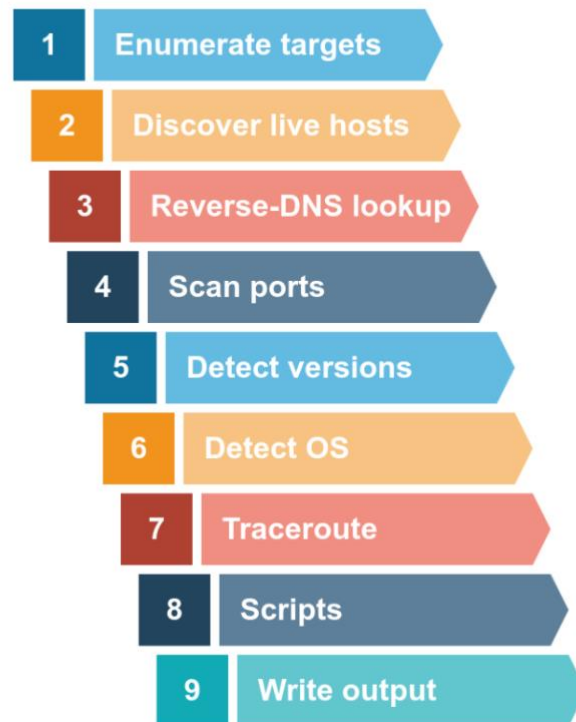 1 Enumerate targets
2 Discover live hosts
3 Reverse-DNS lookup
4 Scan ports
5 Detect versions
6 Detect OS
7 Traceroute
8 Scripts
9 Write output